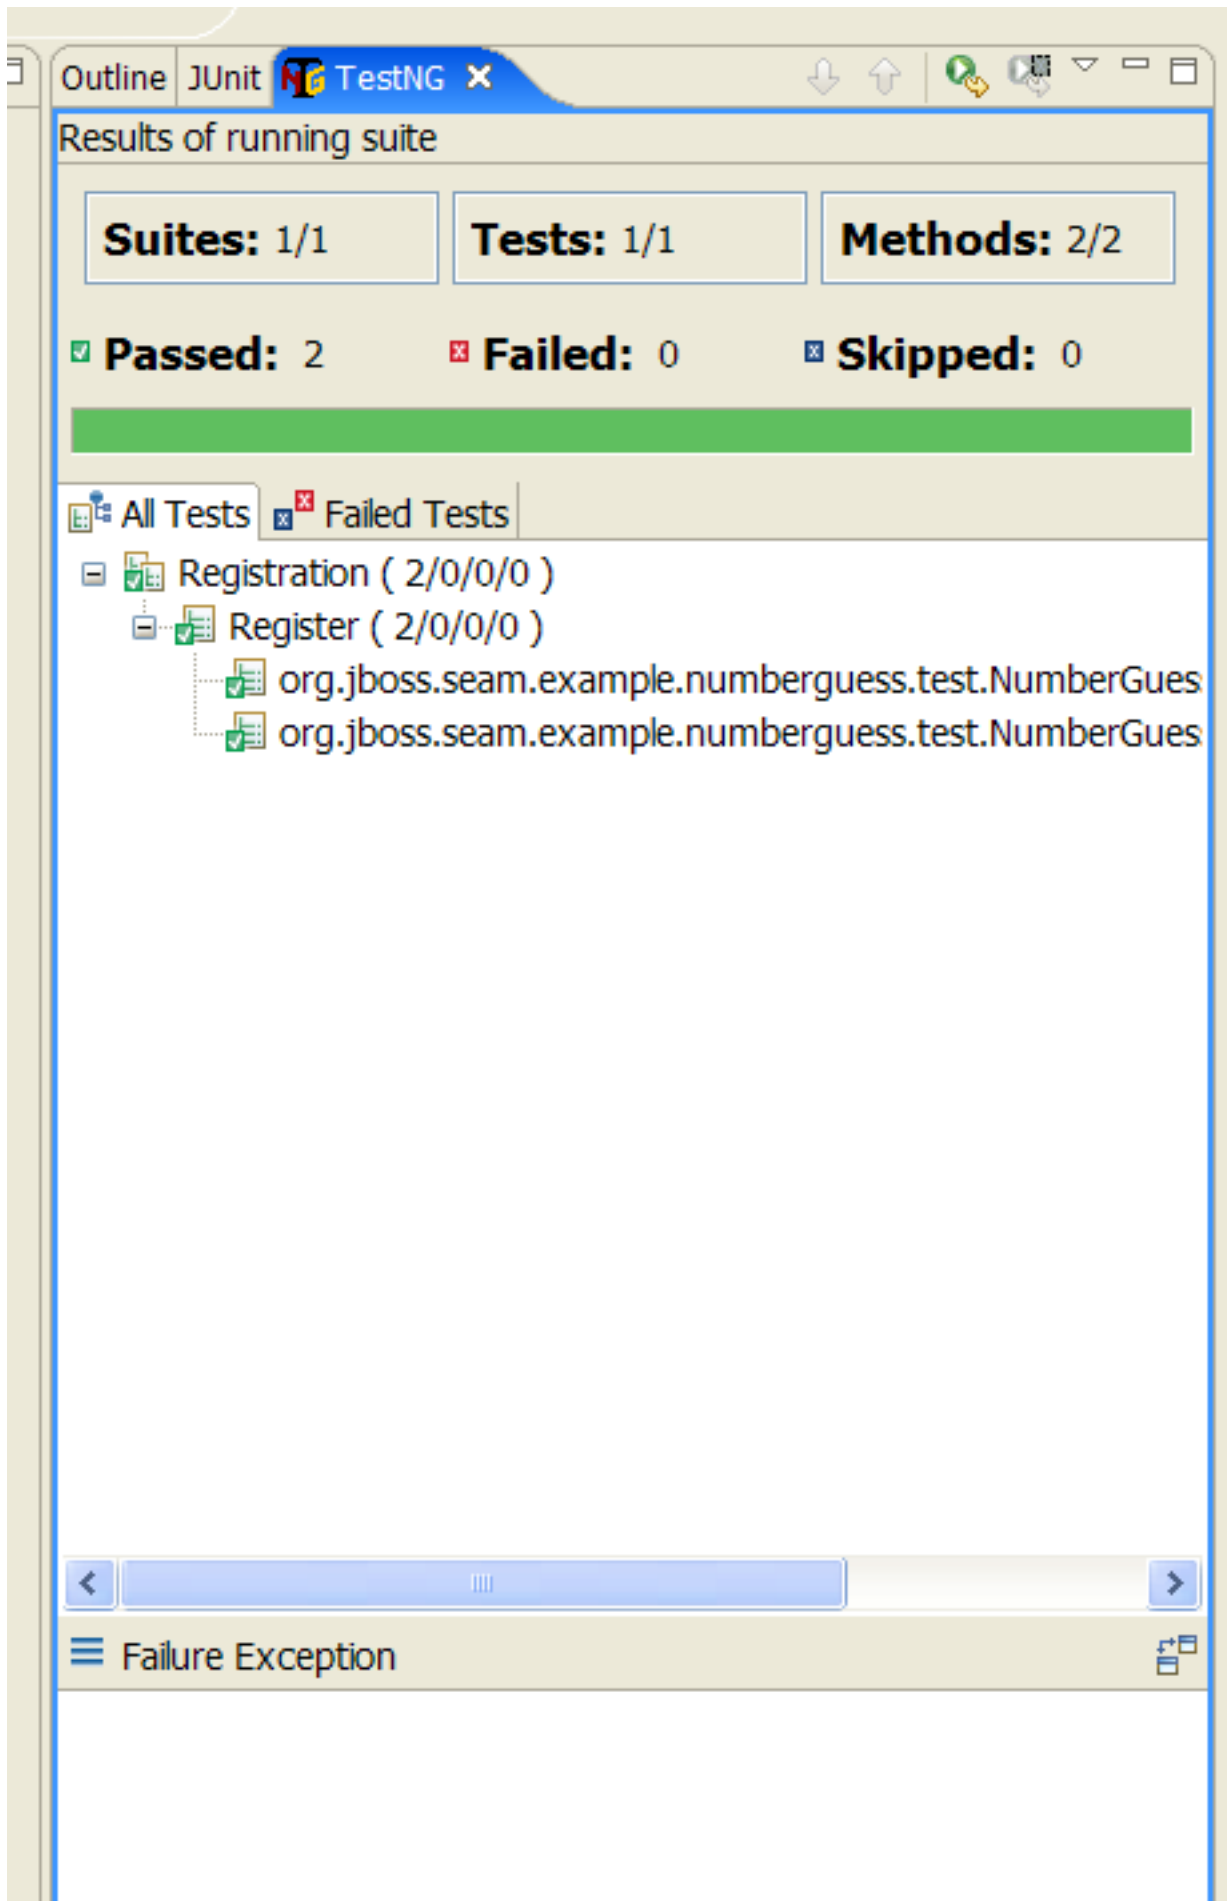 Outline JUnit TestNG
Results of running suite
Suites: 1/1 Tests: 1/1 Methods: 2/2
Passed: 2 Failed: 0 Skipped: 0
All Tests Failed Tests
Registration ( 2/0/0/0 )
Register ( 2/0/0/0 )
org.jboss.seam.example.numberguess.test.NumberGues
org.jboss.seam.example.numberguess.test.NumberGues
Failure Exception